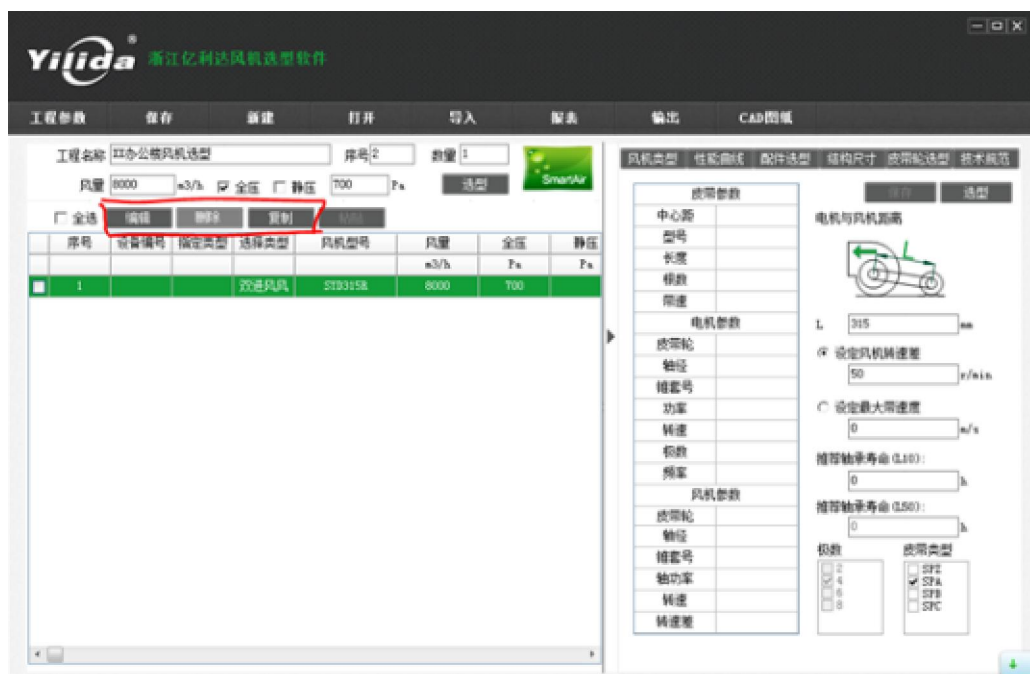 Yilida ® 浙江亿利达风机选型软件
工程参数 保存 新建 打开 导入 报表 输出 CAD图纸
工程名称 XX办公楼风机选型 序号 2 数量 1
风量 8000 m3/h 全压 静压 700 Pa 选型 SmartAir
全选 编辑 删除 复制 粘贴
序号 设备编号 指定类型 选择类型 风机型号 风量 全压 静压
m3/h Pa Pa
1 改进风风 STD315R 8000 700
风机类型 性能曲线 配件选型 结构尺寸 皮带轮选型 技术规范
保存 选型
皮带参数
中心距
型号
长度
根数
带速
电机参数
皮带轮
轴径
锥套号
功率
转速
极数
频率
风机参数
皮带轮
轴径
锥套号
轴功率
转速
转速差
电机与风机距离
L
L 315 mm
设定风机转速差
50 r/min
设定最大带速度
0 m/s
推荐轴承寿命(L10):
0 h
推荐轴承寿命(L50):
0 h
极数 皮带类型
2 SPZ
4 SPA
6 SPB
8 SPC